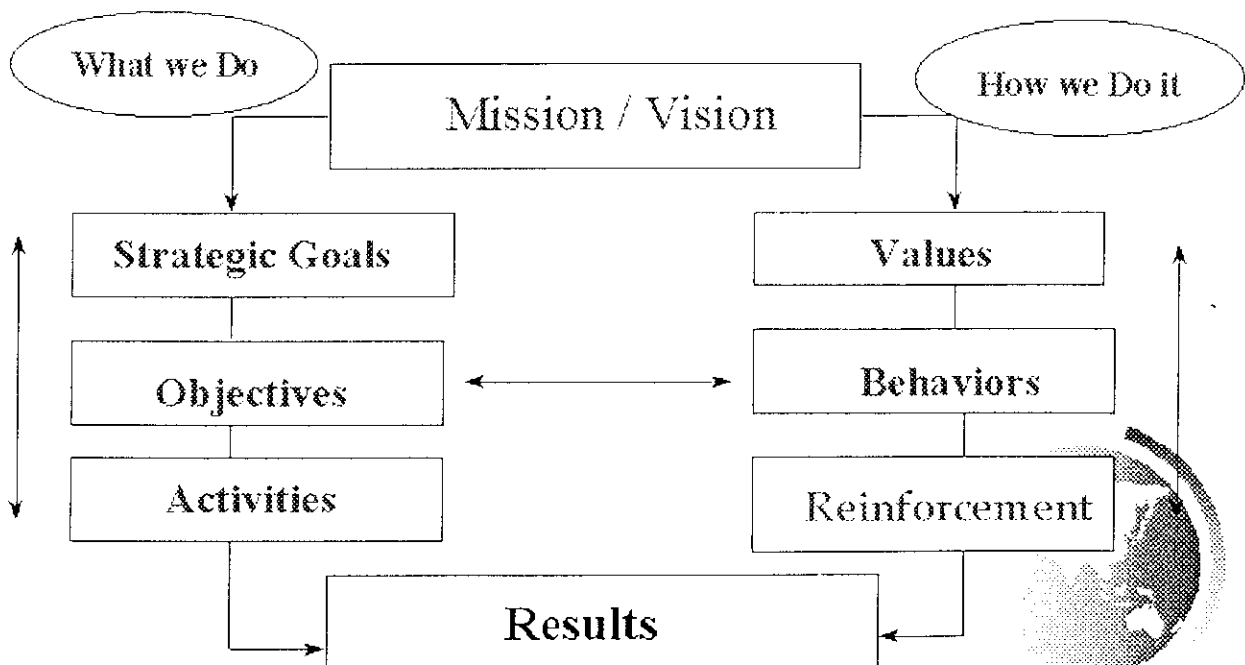 What we Do
How we Do it
Mission / Vision
Strategic Goals
Values
Objectives
Behaviors
Activities
Reinforcement
Results